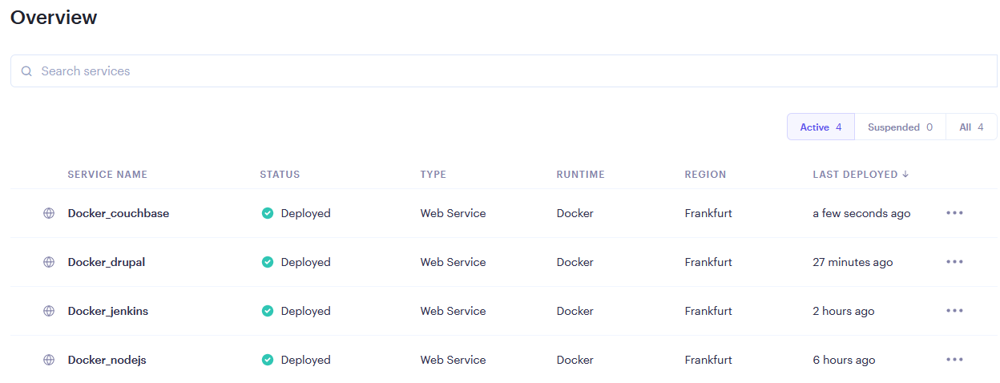 Overview
Search services
Active 4 Suspended 0 All 4
SERVICE NAME STATUS TYPE RUNTIME REGION LAST DEPLOYED ↓
Docker_couchbase Deployed Web Service Docker Frankfurt a few seconds ago •••
Docker_drupal Deployed Web Service Docker Frankfurt 27 minutes ago •••
Docker_jenkins Deployed Web Service Docker Frankfurt 2 hours ago •••
Docker_nodejs Deployed Web Service Docker Frankfurt 6 hours ago •••